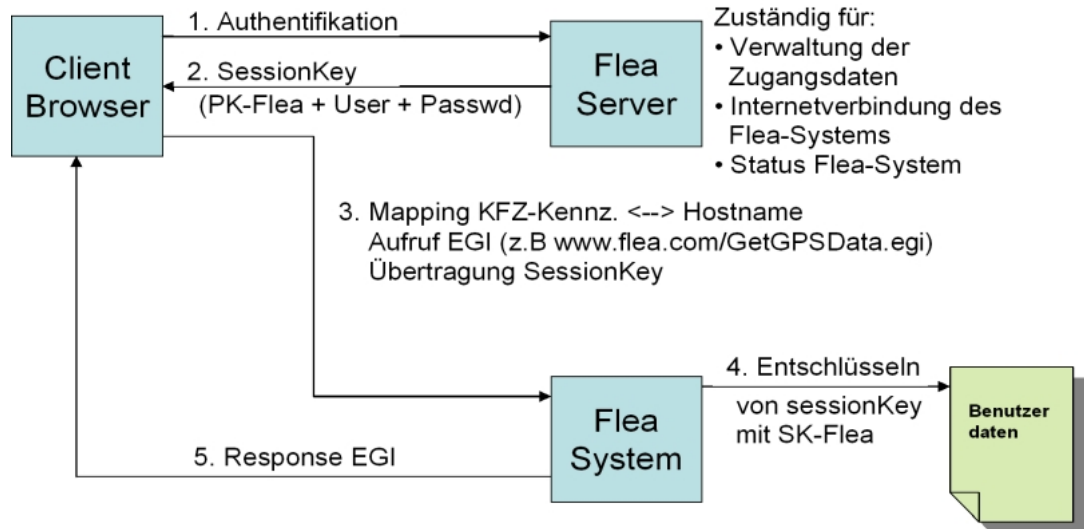 Client
Browser
1. Authentifikation
2. SessionKey
(PK-Flea + User + Passwd)
Flea
Server
Zuständig für:
• Verwaltung der
Zugangsdaten
• Internetverbindung des
Flea-Systems
• Status Flea-System
3. Mapping KFZ-Kennz. <--> Hostname
Aufruf EGI (z.B www.flea.com/GetGPSData.egi)
Übertragung SessionKey
Flea
System
4. Entschlüsseln
von sessionKey
mit SK-Flea
Benutzer
daten
5. Response EGI